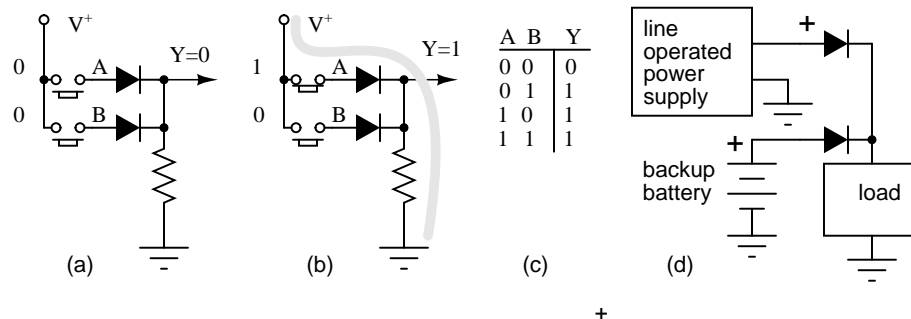 V+
Y=0
0
A
0
B
(a)
V+
Y=1
1
A
0
B
(b)
A B Y
0 0 0
0 1 1
1 0 1
1 1 1
(c)
line
operated
power
supply
+
+
backup
battery
load
(d)
+